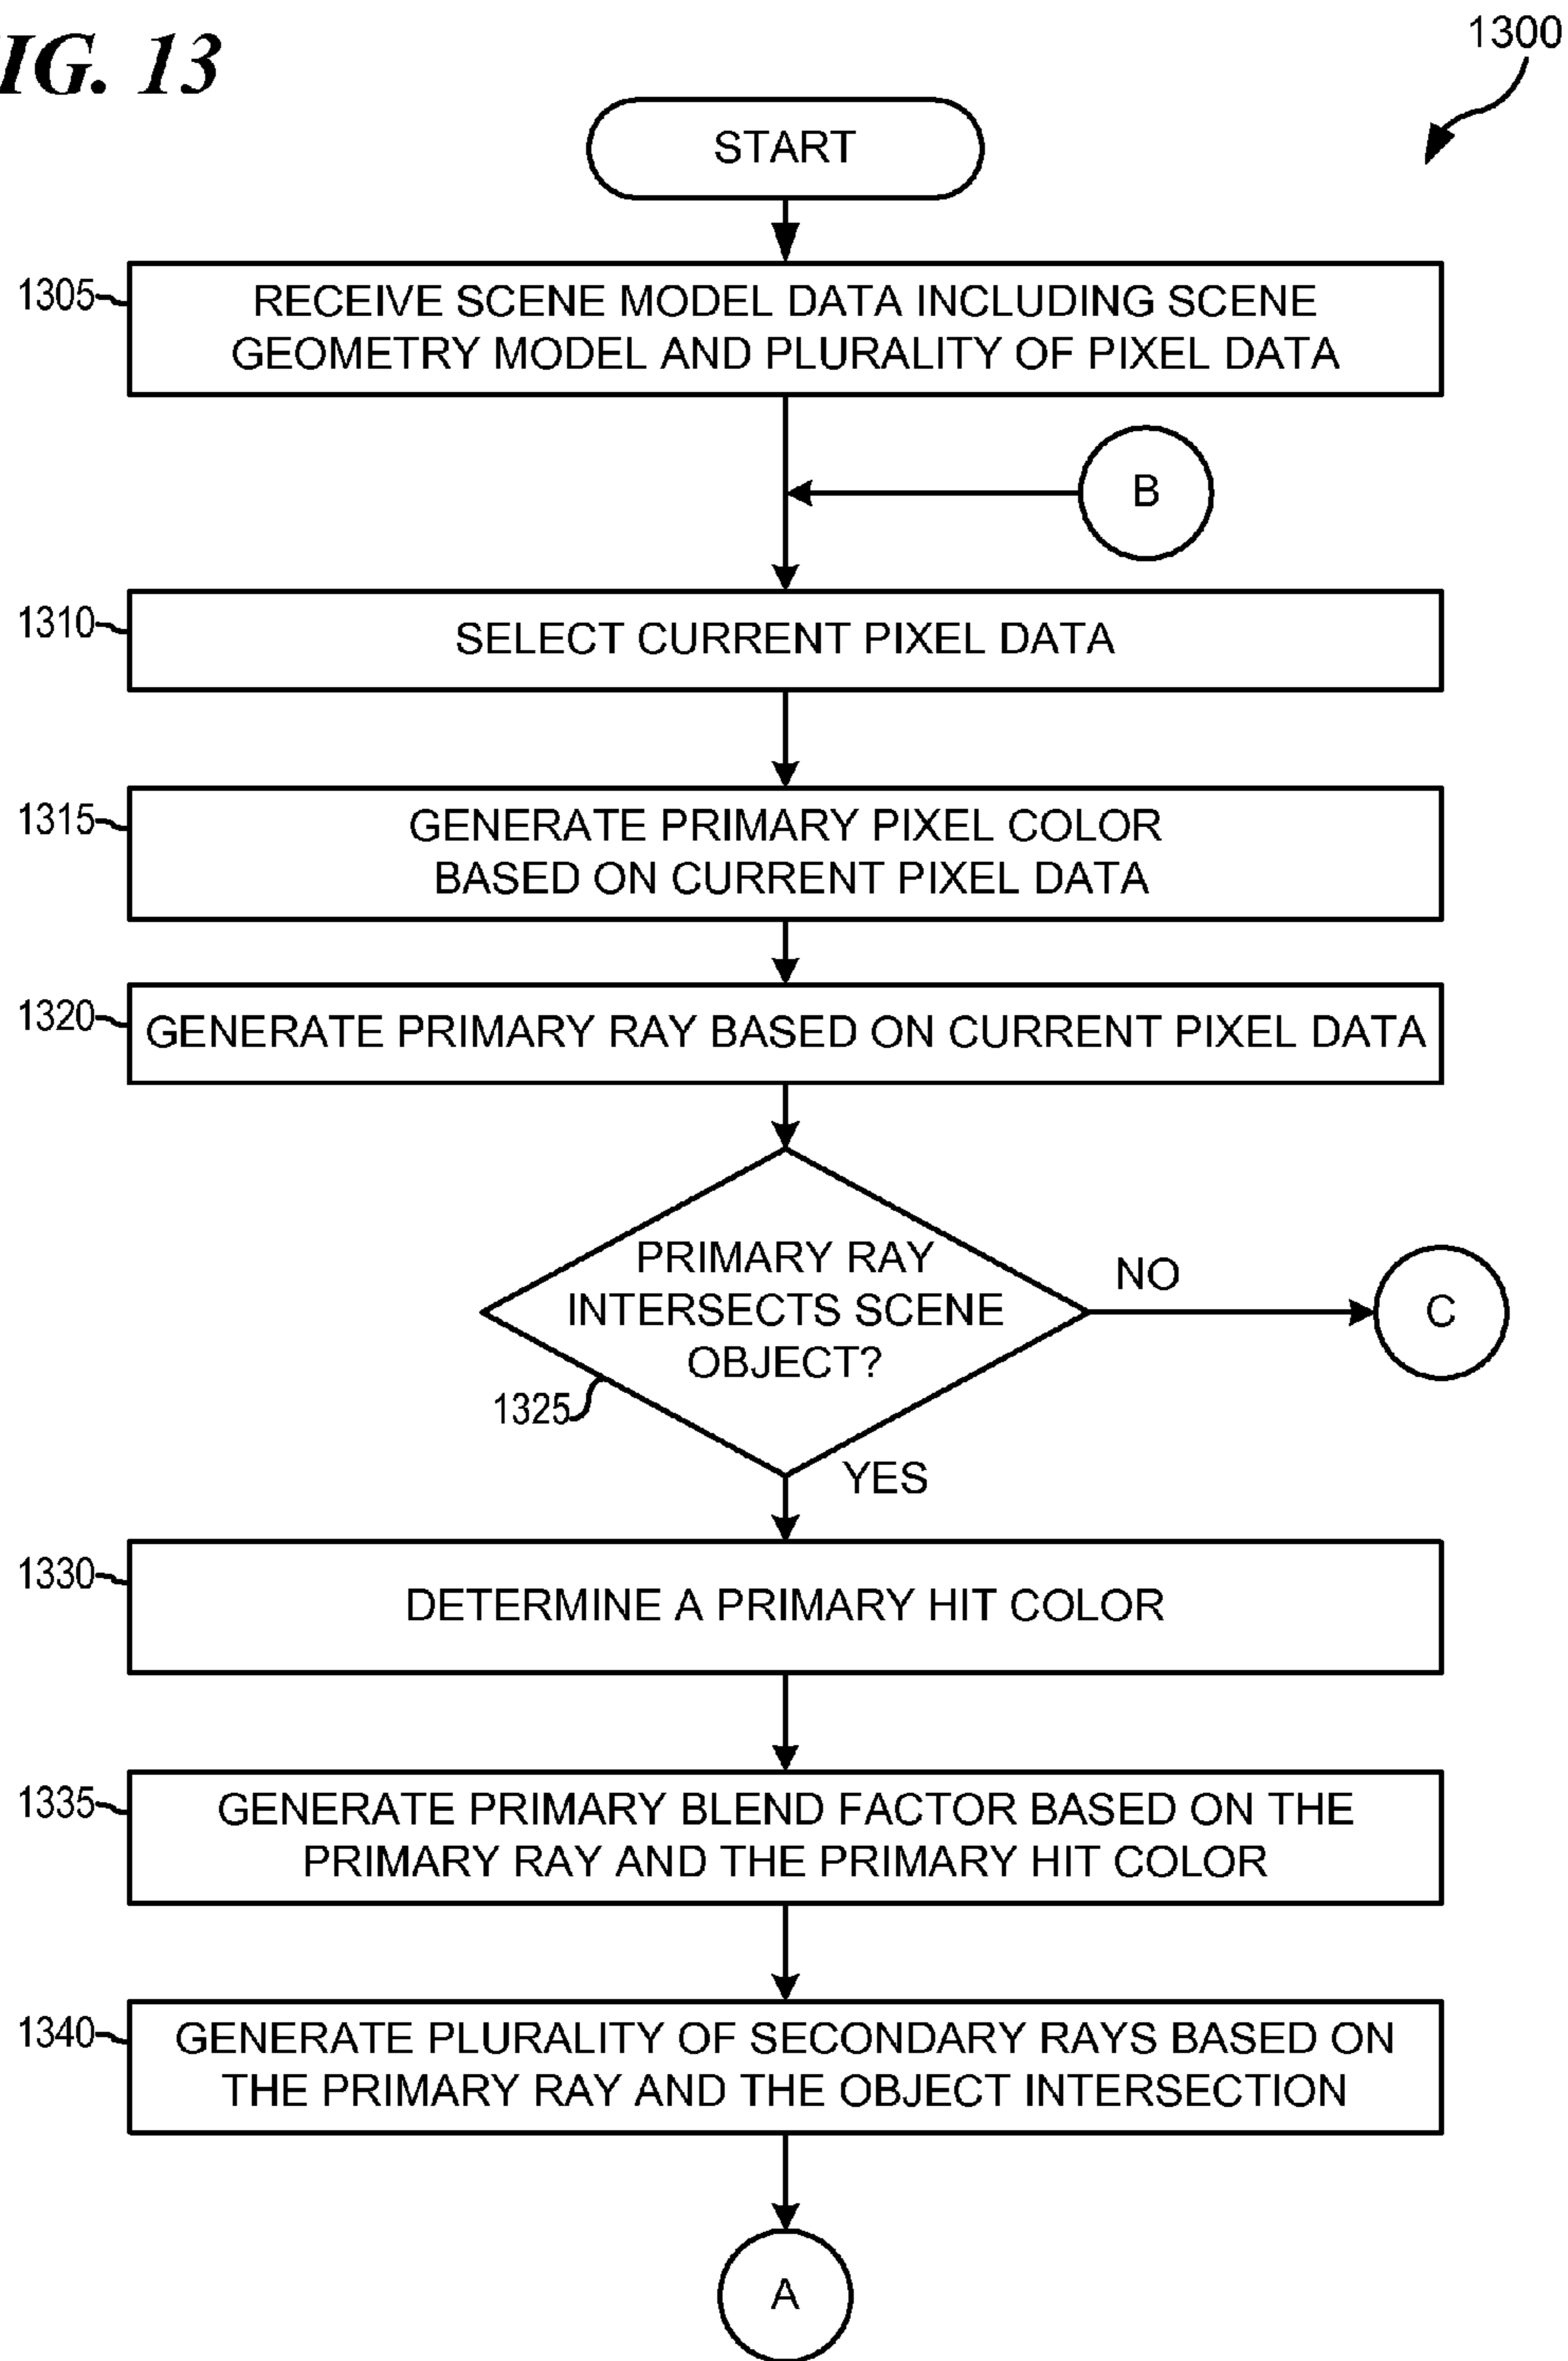 IG. 13
1300
START
1305
RECEIVE SCENE MODEL DATA INCLUDING SCENE
GEOMETRY MODEL AND PLURALITY OF PIXEL DATA
B
1310
SELECT CURRENT PIXEL DATA
1315
GENERATE PRIMARY PIXEL COLOR
BASED ON CURRENT PIXEL DATA
1320
GENERATE PRIMARY RAY BASED ON CURRENT PIXEL DATA
PRIMARY RAY
INTERSECTS SCENE
OBJECT?
NO
C
1325
YES
1330
DETERMINE A PRIMARY HIT COLOR
1335
GENERATE PRIMARY BLEND FACTOR BASED ON THE
PRIMARY RAY AND THE PRIMARY HIT COLOR
1340
GENERATE PLURALITY OF SECONDARY RAYS BASED ON
THE PRIMARY RAY AND THE OBJECT INTERSECTION
A